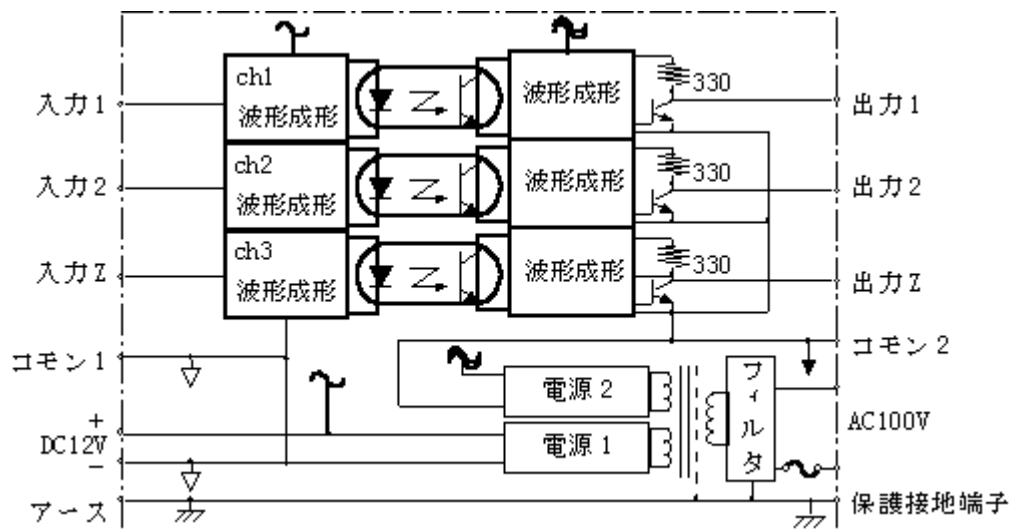 ch1
波形成形
波形成形
330
入力1
出力1
ch2
波形成形
波形成形
330
入力2
出力2
ch3
波形成形
波形成形
330
入力Z
出力Z
コモン1
コモン2
電源2
フィルタ
+
DC12V
-
電源1
AC100V
アース
保護接地端子